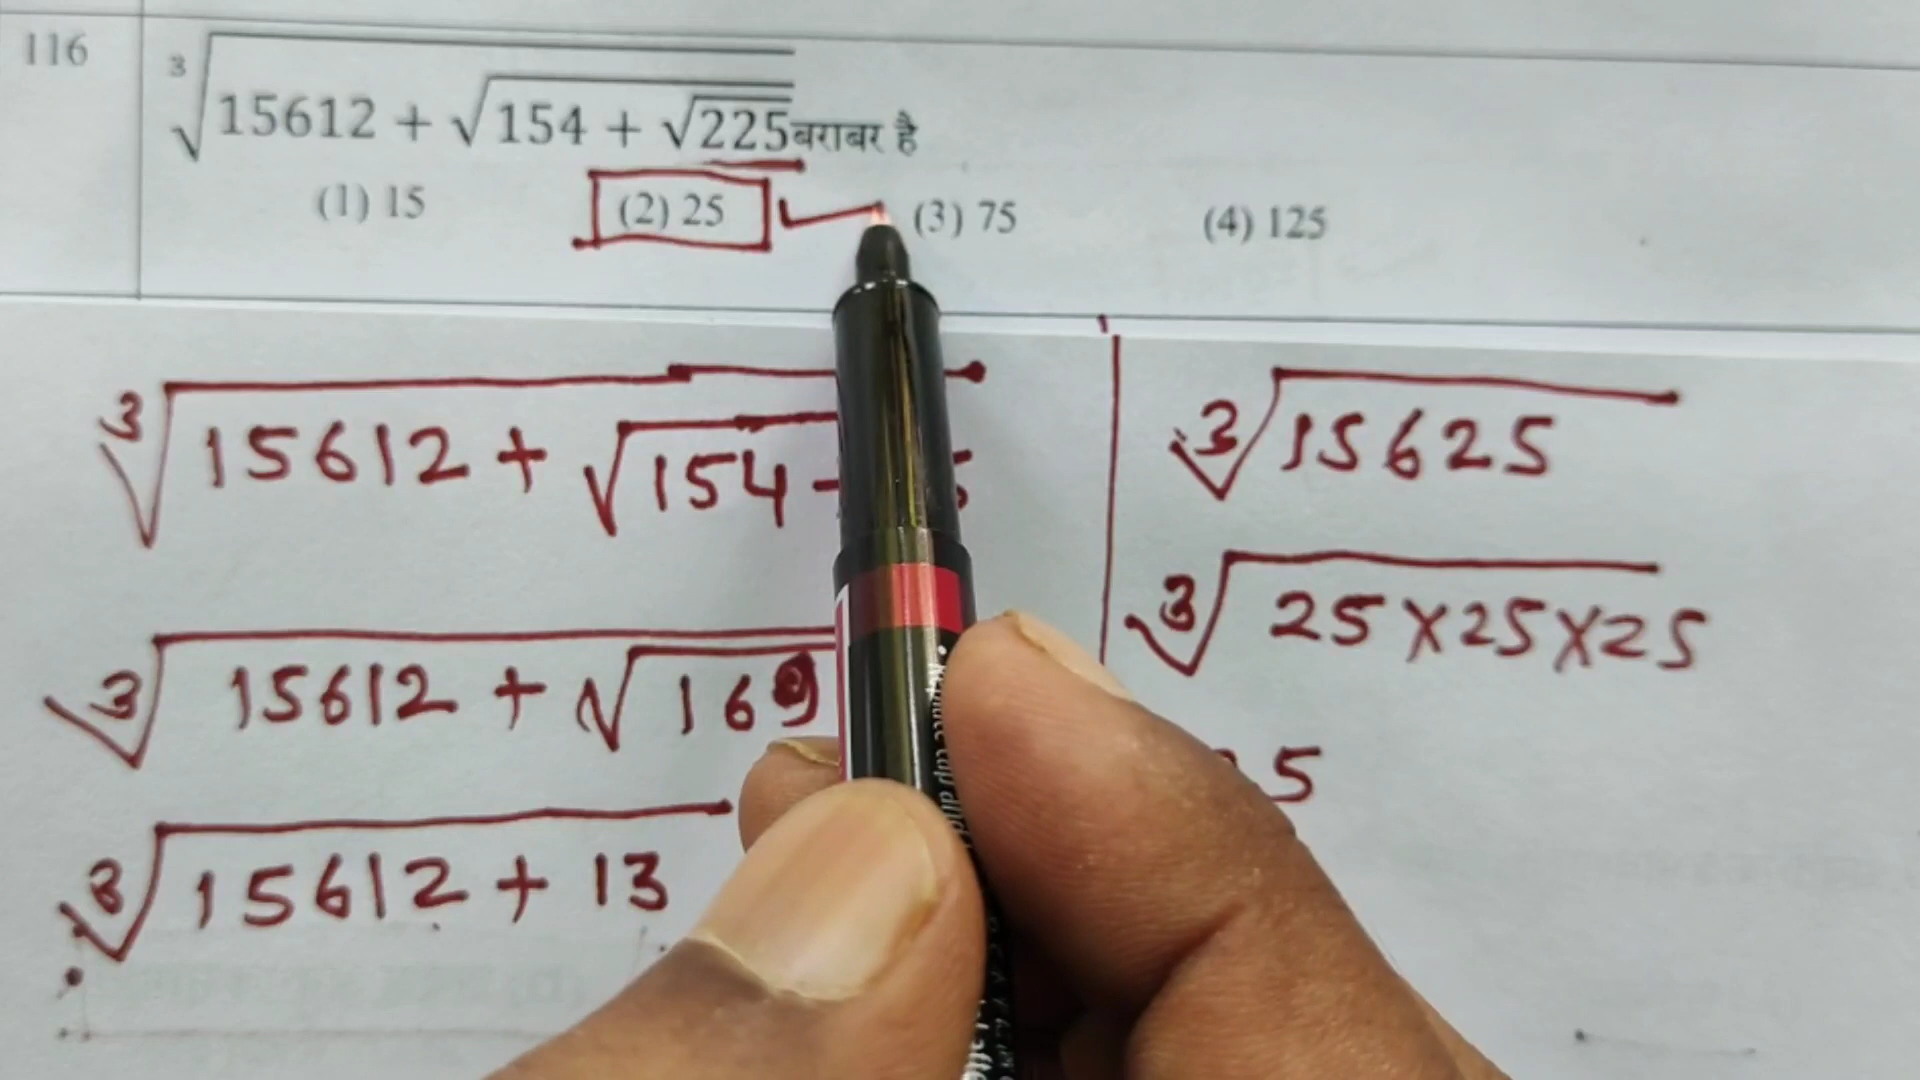 116
∛(15612 + √(154 + √225)) बराबर है
(1) 15 (2) 25 (3) 75 (4) 125
∛(15612 + √(154
∛(15612 + √169
∛(15612 + 13
∛15625
∛(25 × 25 × 25
5